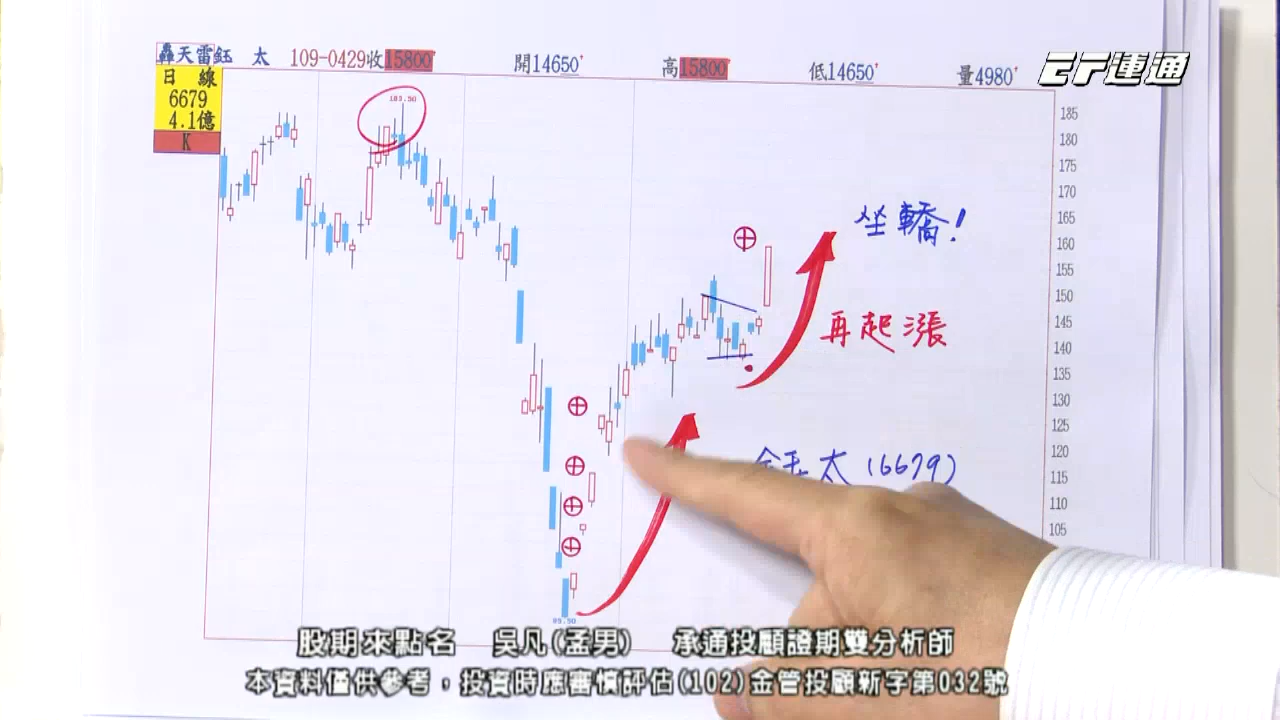 轟天雷鈺 太 109-0429收15800 開14650 高15800 低14650 量4980
EF運通
日 線
6679
4.1億
K
183.50
185
180
175
170
165
160
155
150
145
140
135
130
125
120
115
110
105
坐轎!
再起漲
鈺太(6679)
89.50
股期來點名 吳凡(孟男) 承通投顧證期雙分析師
本資料僅供參考,投資時應審慎評估(102)金管投顧新字第032號